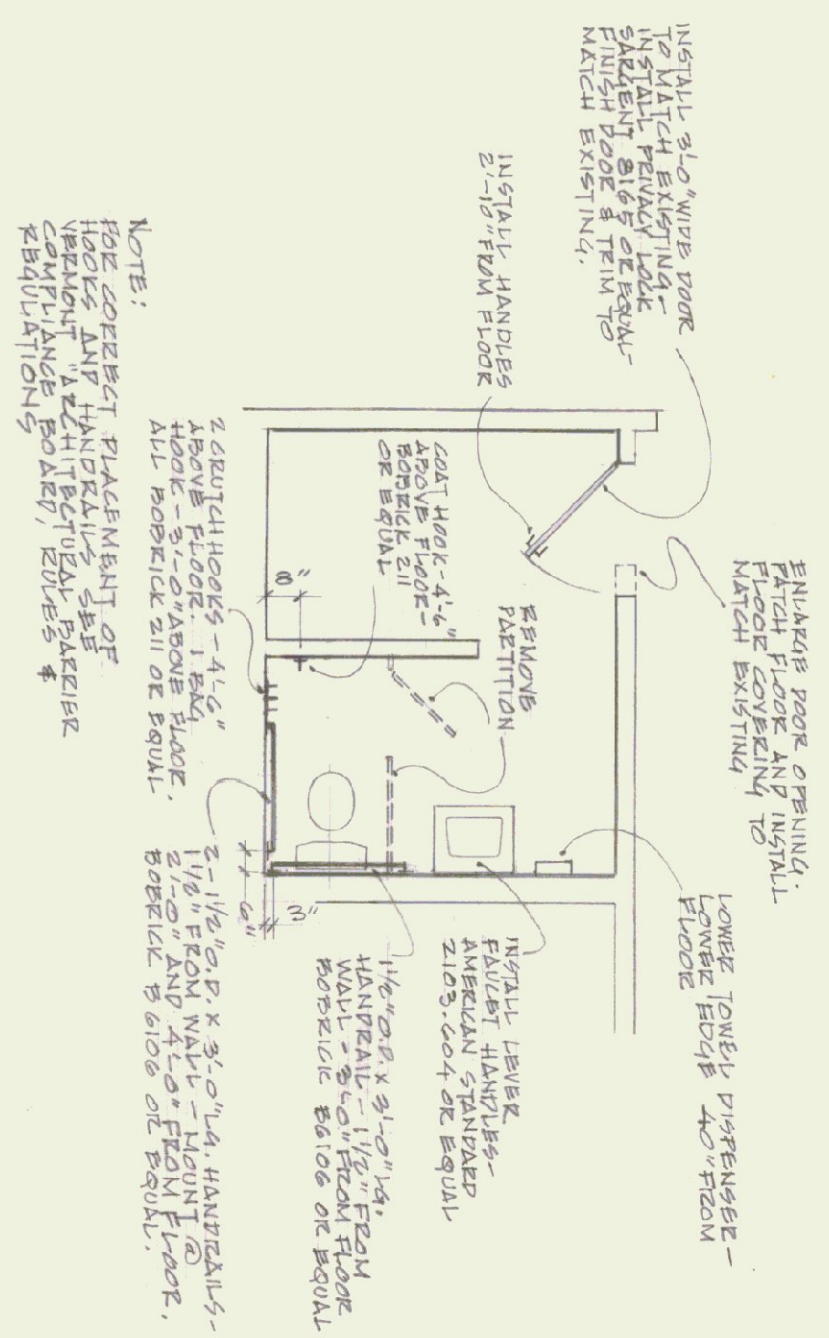 INSTALL 3'-0" WIDE DOOR
TO MATCH EXISTING -
INSTALL PRIVACY LOCK
SARGENT 8165 OR EQUAL-
FINISH DOOR & TRIM TO
MATCH EXISTING.
INSTALL HANDLES
2'-10" FROM FLOOR
ENLARGE DOOR OPENING.
PATCH FLOOR AND INSTALL
FLOOR COVERING TO
MATCH EXISTING
LOWER TOWEL DISPENSER -
LOWER EDGE 40" FROM
FLOOR
COAT HOOK - 4'-6"
ABOVE FLOOR -
BOBRICK 211
OR EQUAL
REMOVE
PARTITION
INSTALL LEVER
FAUCET HANDLES-
AMERICAN STANDARD
2103.604 OR EQUAL
1 1/2" O.D. X 3'-0" LG.
HANDRAIL - 1 1/2" FROM
WALL - 3'-0" FROM FLOOR
BOBRICK B6106 OR EQUAL
8"
3"
6"
2 CRUTCH HOOKS - 4'-6"
ABOVE FLOOR. 1 BAG
HOOK - 3'-0" ABOVE FLOOR.
ALL BOBRICK 211 OR EQUAL
2 - 1 1/2" O.D. X 3'-0" LG. HANDRAILS-
1 1/2" FROM WALL - MOUNT @
2'-0" AND 4'-0" FROM FLOOR.
BOBRICK B6106 OR EQUAL.
NOTE:
FOR CORRECT PLACEMENT OF
HOOKS AND HANDRAILS SEE
VERMONT "ARCHITECTURAL BARRIER
COMPLIANCE BOARD, RULES &
REGULATIONS